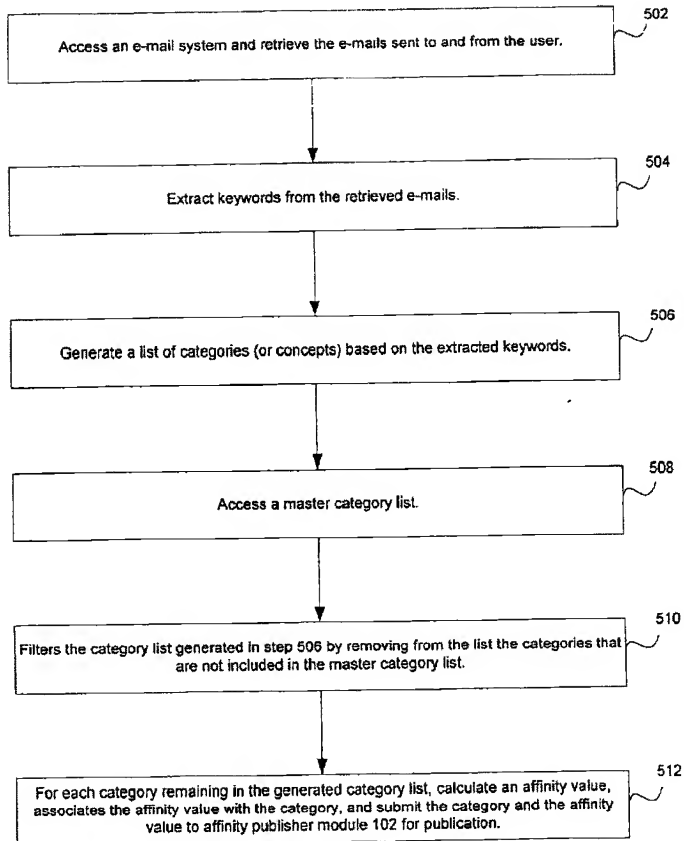 502
Access an e-mail system and retrieve the e-mails sent to and from the user.
504
Extract keywords from the retrieved e-mails.
506
Generate a list of categories (or concepts) based on the extracted keywords.
508
Access a master category list.
510
Filters the category list generated in step 506 by removing from the list the categories that
are not included in the master category list.
512
For each category remaining in the generated category list, calculate an affinity value,
associates the affinity value with the category, and submit the category and the affinity
value to affinity publisher module 102 for publication.